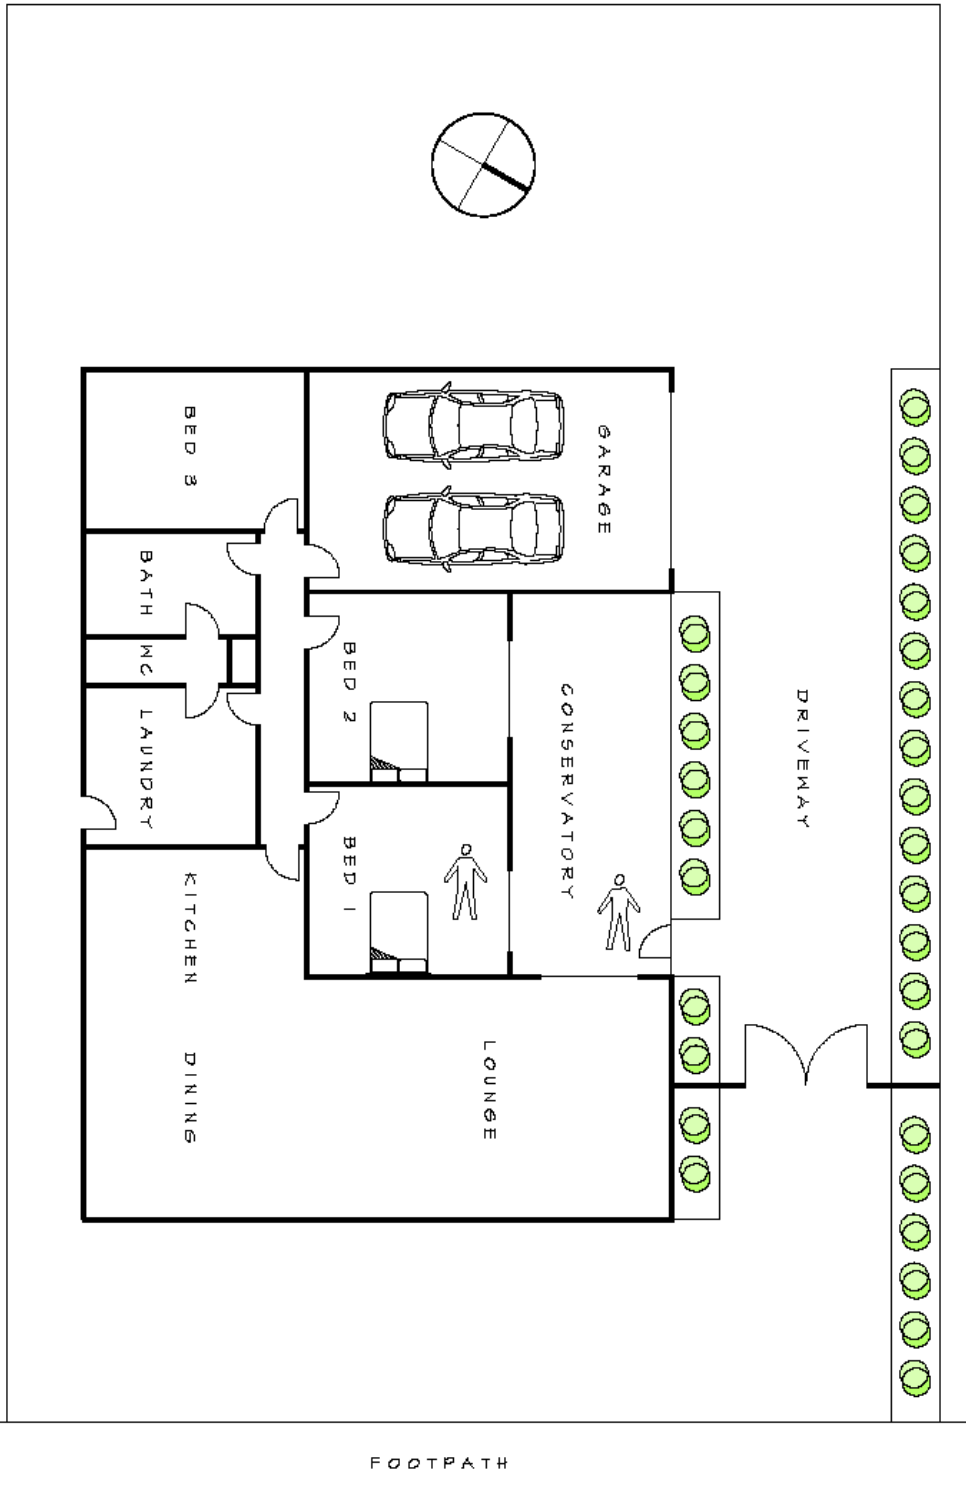 BED 3
GARAGE
BATH
WC
BED 2
LAUNDRY
CONSERVATORY
DRIVEWAY
BED 1
KITCHEN
DINING
LOUNGE
FOOTPATH